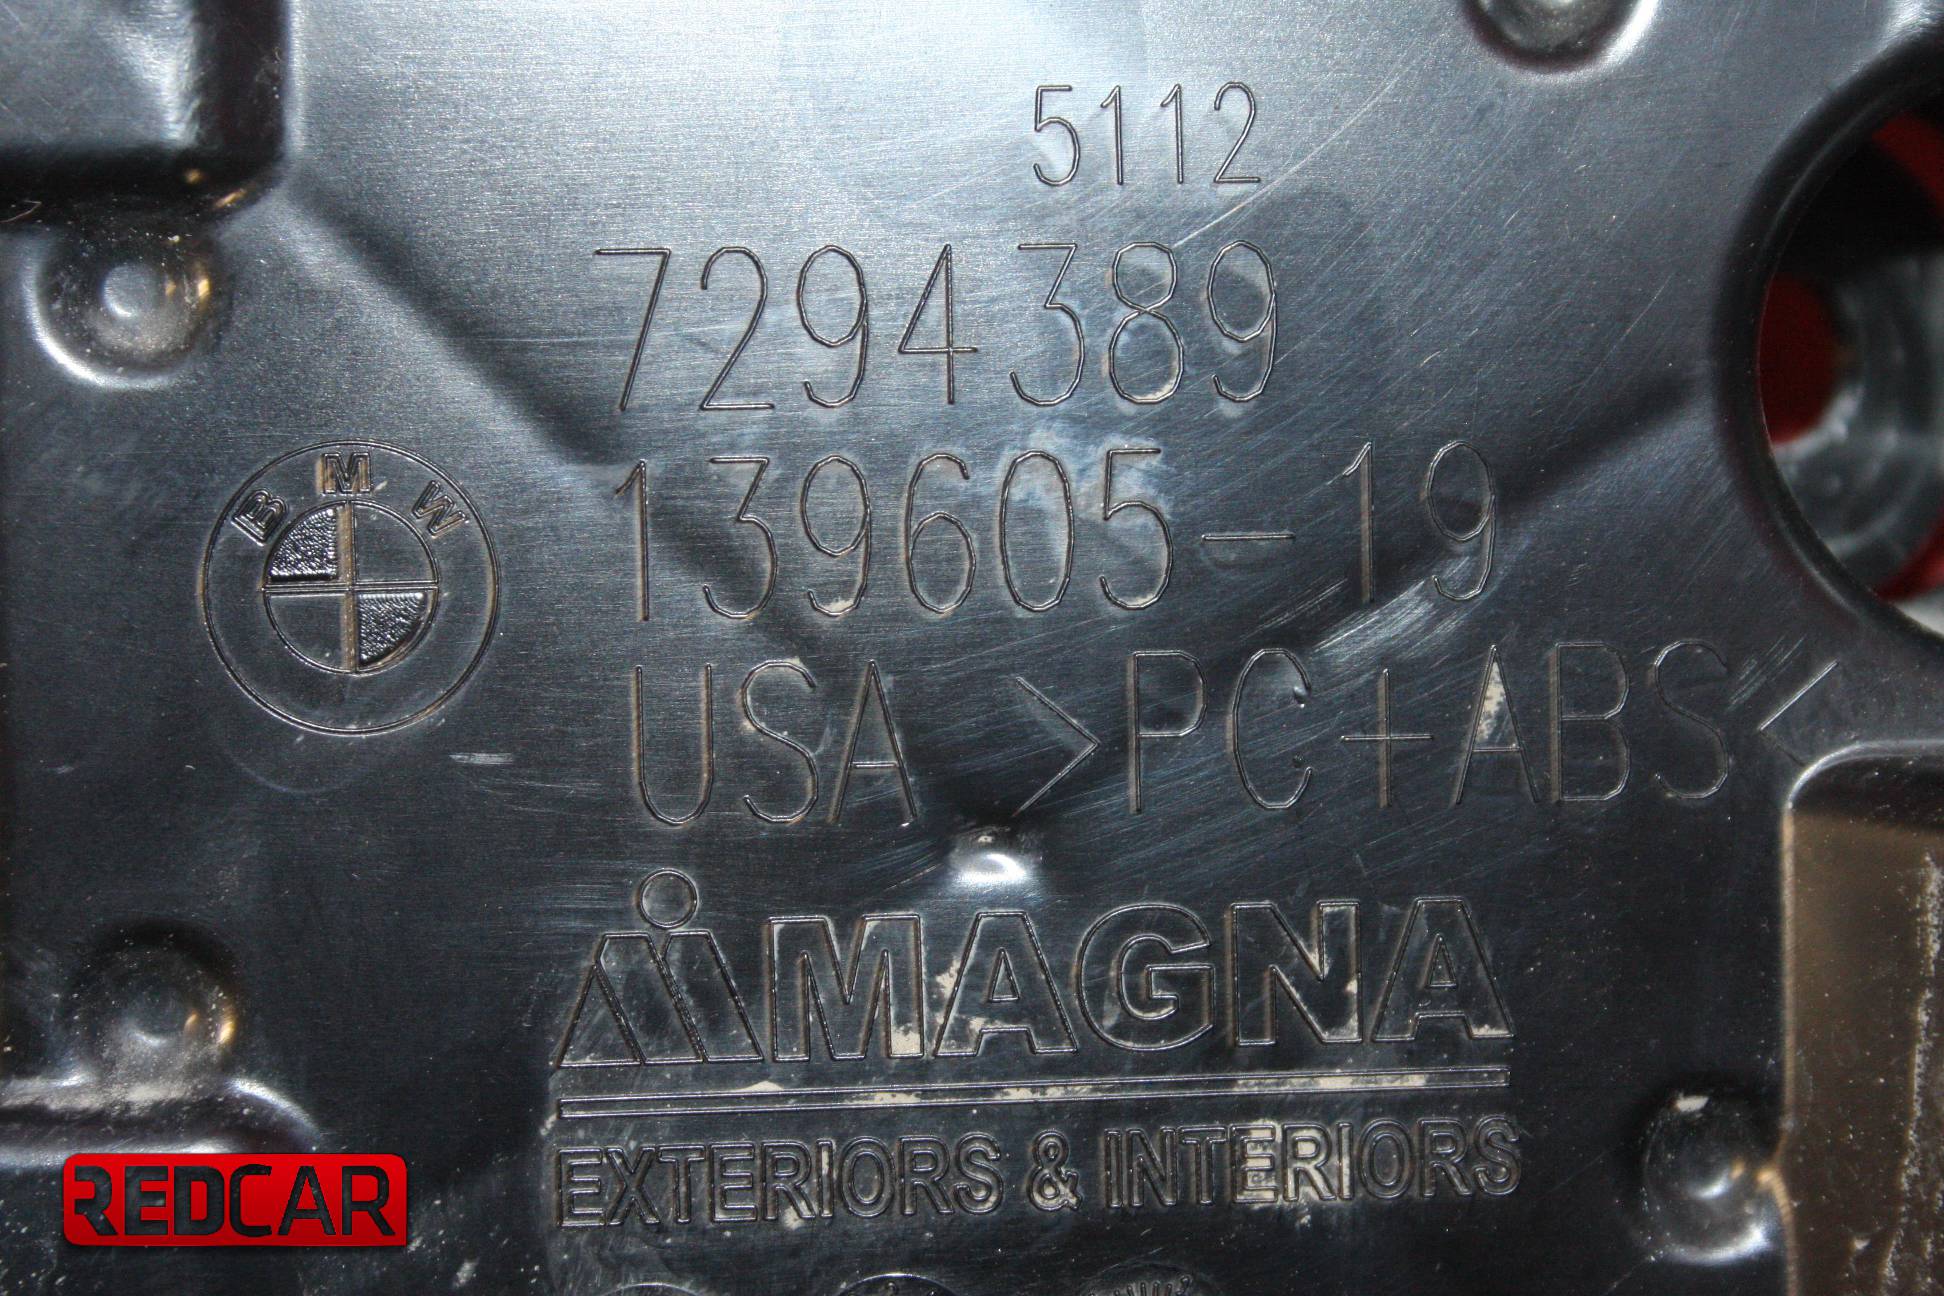 5112
7294389
BMW
139605-19
USA >PC+ABS<
MAGNA
EXTERIORS & INTERIORS
REDCAR